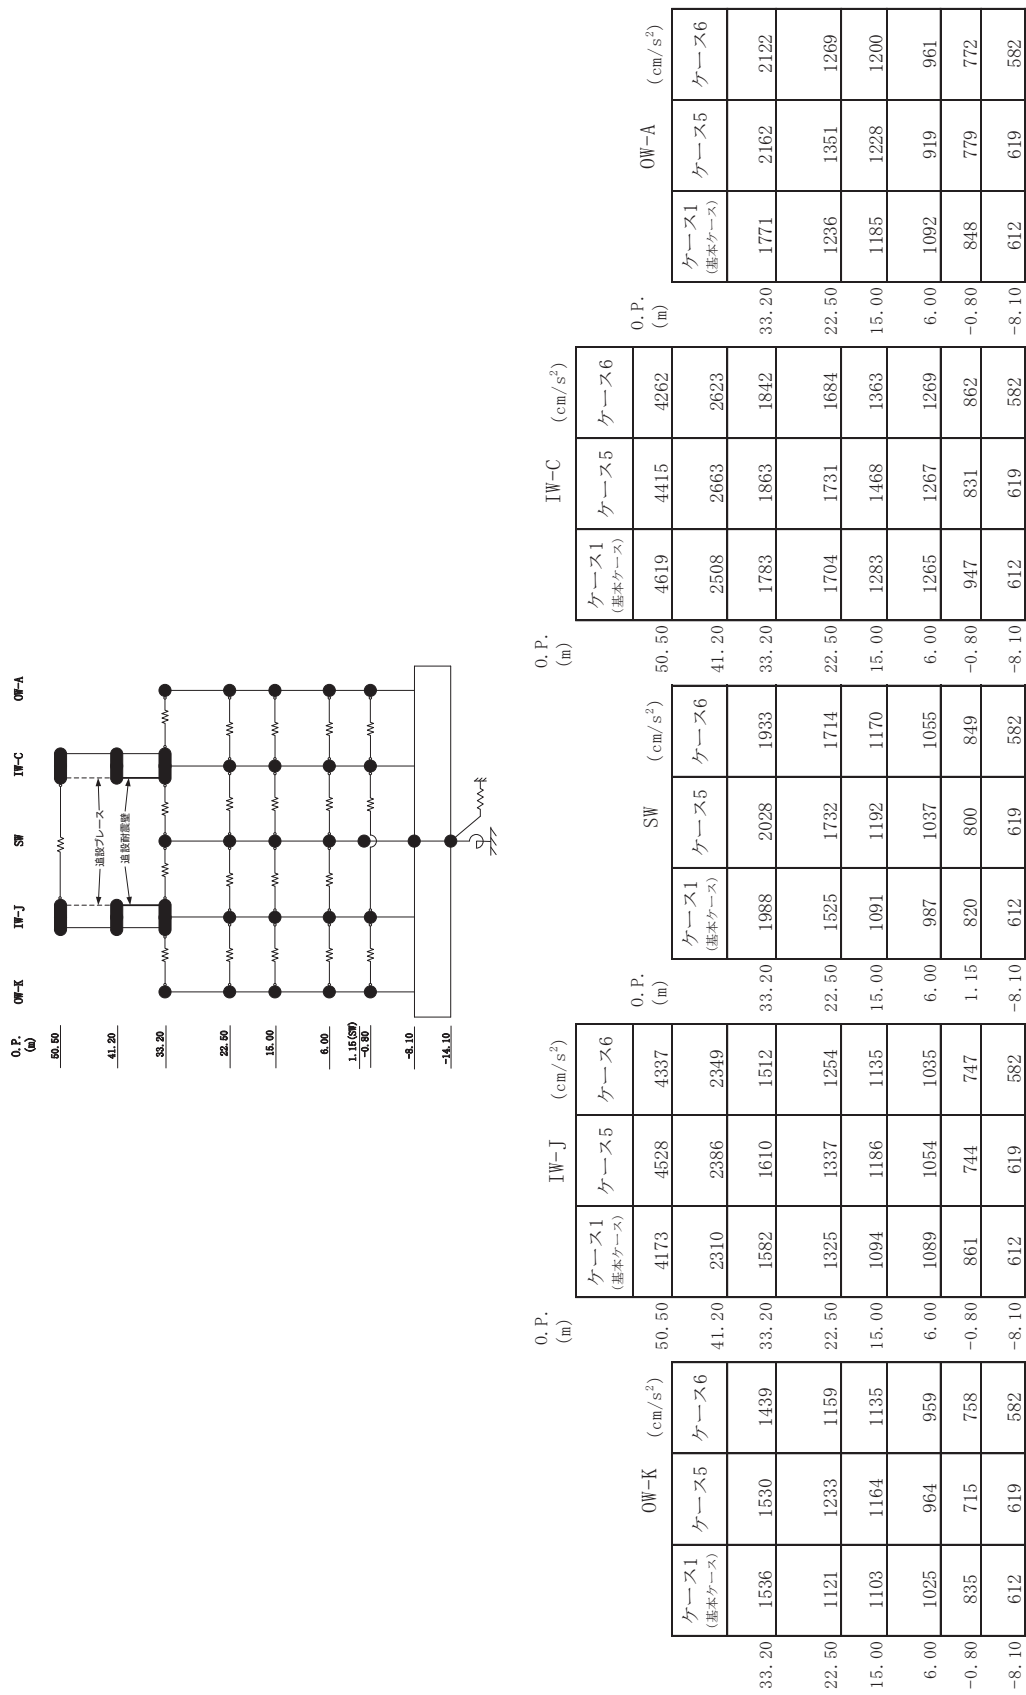 O.P.
(m)
OW-K
IW-J
SW
IW-C
OW-A
50.50
41.20
33.20
22.50
15.00
6.00
1.15(SW)
-0.80
-8.10
-14.10
追設ブレース
追設耐震壁
OW-K
(cm/s²)
ケース1
(基本ケース)
ケース5
ケース6
33.20 1536 1530 1439
22.50 1121 1233 1159
15.00 1103 1164 1135
6.00 1025 964 959
-0.80 835 715 758
-8.10 612 619 582
O.P.
(m)
IW-J
(cm/s²)
ケース1
(基本ケース)
ケース5
ケース6
50.50 4173 4528 4337
41.20 2310 2386 2349
33.20 1582 1610 1512
22.50 1325 1337 1254
15.00 1094 1186 1135
6.00 1089 1054 1035
-0.80 861 744 747
-8.10 612 619 582
O.P.
(m)
SW
(cm/s²)
ケース1
(基本ケース)
ケース5
ケース6
33.20 1988 2028 1933
22.50 1525 1732 1714
15.00 1091 1192 1170
6.00 987 1037 1055
1.15 820 800 849
-8.10 612 619 582
O.P.
(m)
IW-C
(cm/s²)
ケース1
(基本ケース)
ケース5
ケース6
50.50 4619 4415 4262
41.20 2508 2663 2623
33.20 1783 1863 1842
22.50 1704 1731 1684
15.00 1283 1468 1363
6.00 1265 1267 1269
-0.80 947 831 862
-8.10 612 619 582
O.P.
(m)
OW-A
(cm/s²)
ケース1
(基本ケース)
ケース5
ケース6
33.20 1771 2162 2122
22.50 1236 1351 1269
15.00 1185 1228 1200
6.00 1092 919 961
-0.80 848 779 772
-8.10 612 619 582